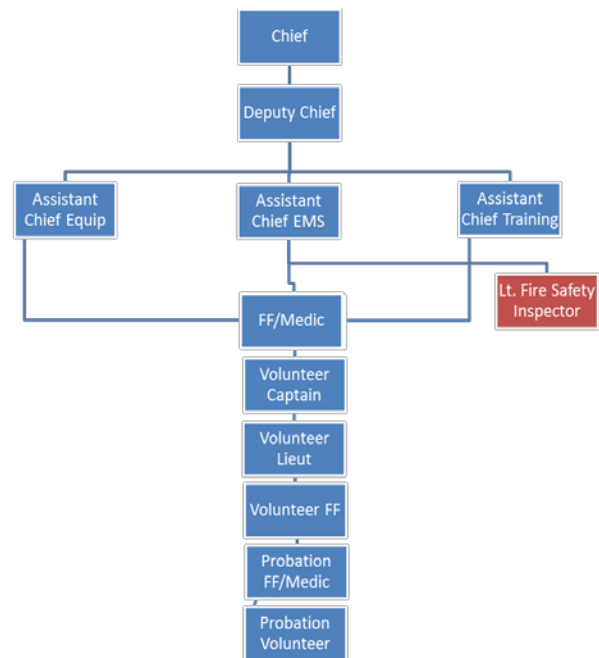 Chief
Deputy Chief
Assistant
Chief Equip
Assistant
Chief EMS
Assistant
Chief Training
Lt. Fire Safety
Inspector
FF/Medic
Volunteer
Captain
Volunteer
Lieut
Volunteer FF
Probation
FF/Medic
Probation
Volunteer